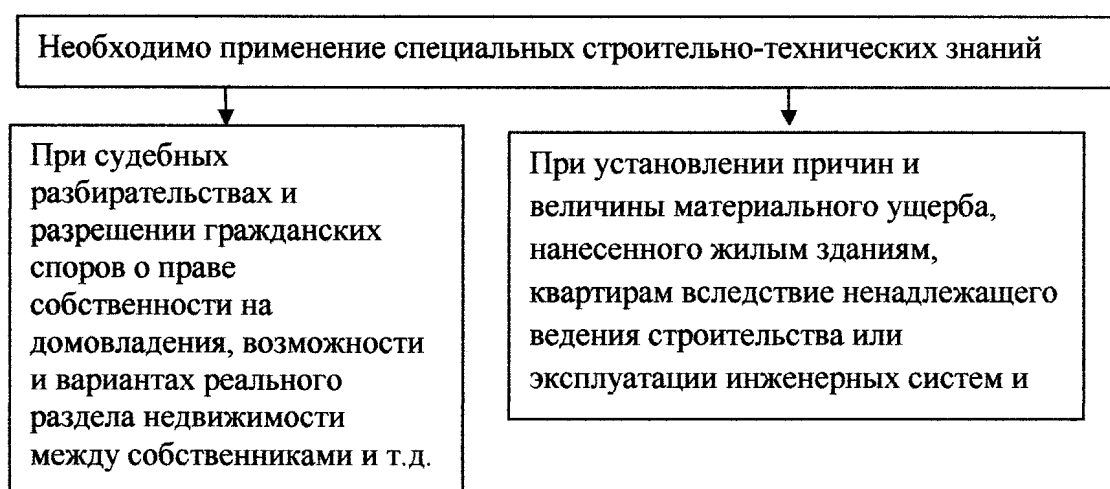 Необходимо применение специальных строительно-технических знаний
При судебных
разбирательствах и
разрешении гражданских
споров о праве
собственности на
домовладения, возможности
и вариантах реального
раздела недвижимости
между собственниками и т.д.
При установлении причин и
величины материального ущерба,
нанесенного жилым зданиям,
квартирам вследствие ненадлежащего
ведения строительства или
эксплуатации инженерных систем и